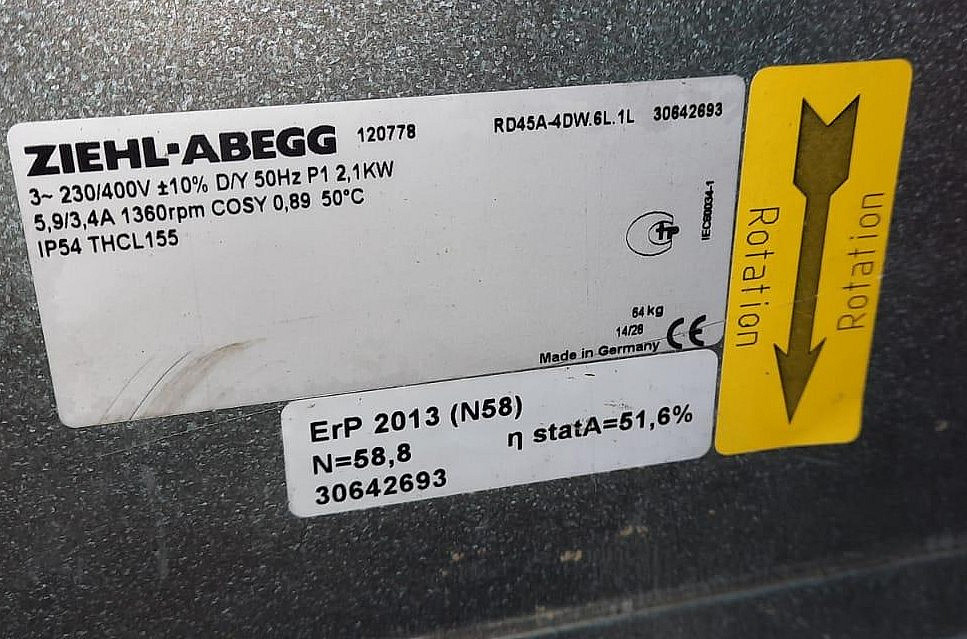 ZIEHL-ABEGG 120778 RD45A-4DW.6L.1L 30642693
3~ 230/400V ±10% D/Y 50Hz P1 2,1KW
5,9/3,4A 1360rpm COSY 0,89 50°C
IP54 THCL155
IEC60034-1
64kg
14/26
Made in Germany CE
ErP 2013 (N58)
N=58,8 η statA=51,6%
30642693
Rotation
Rotation